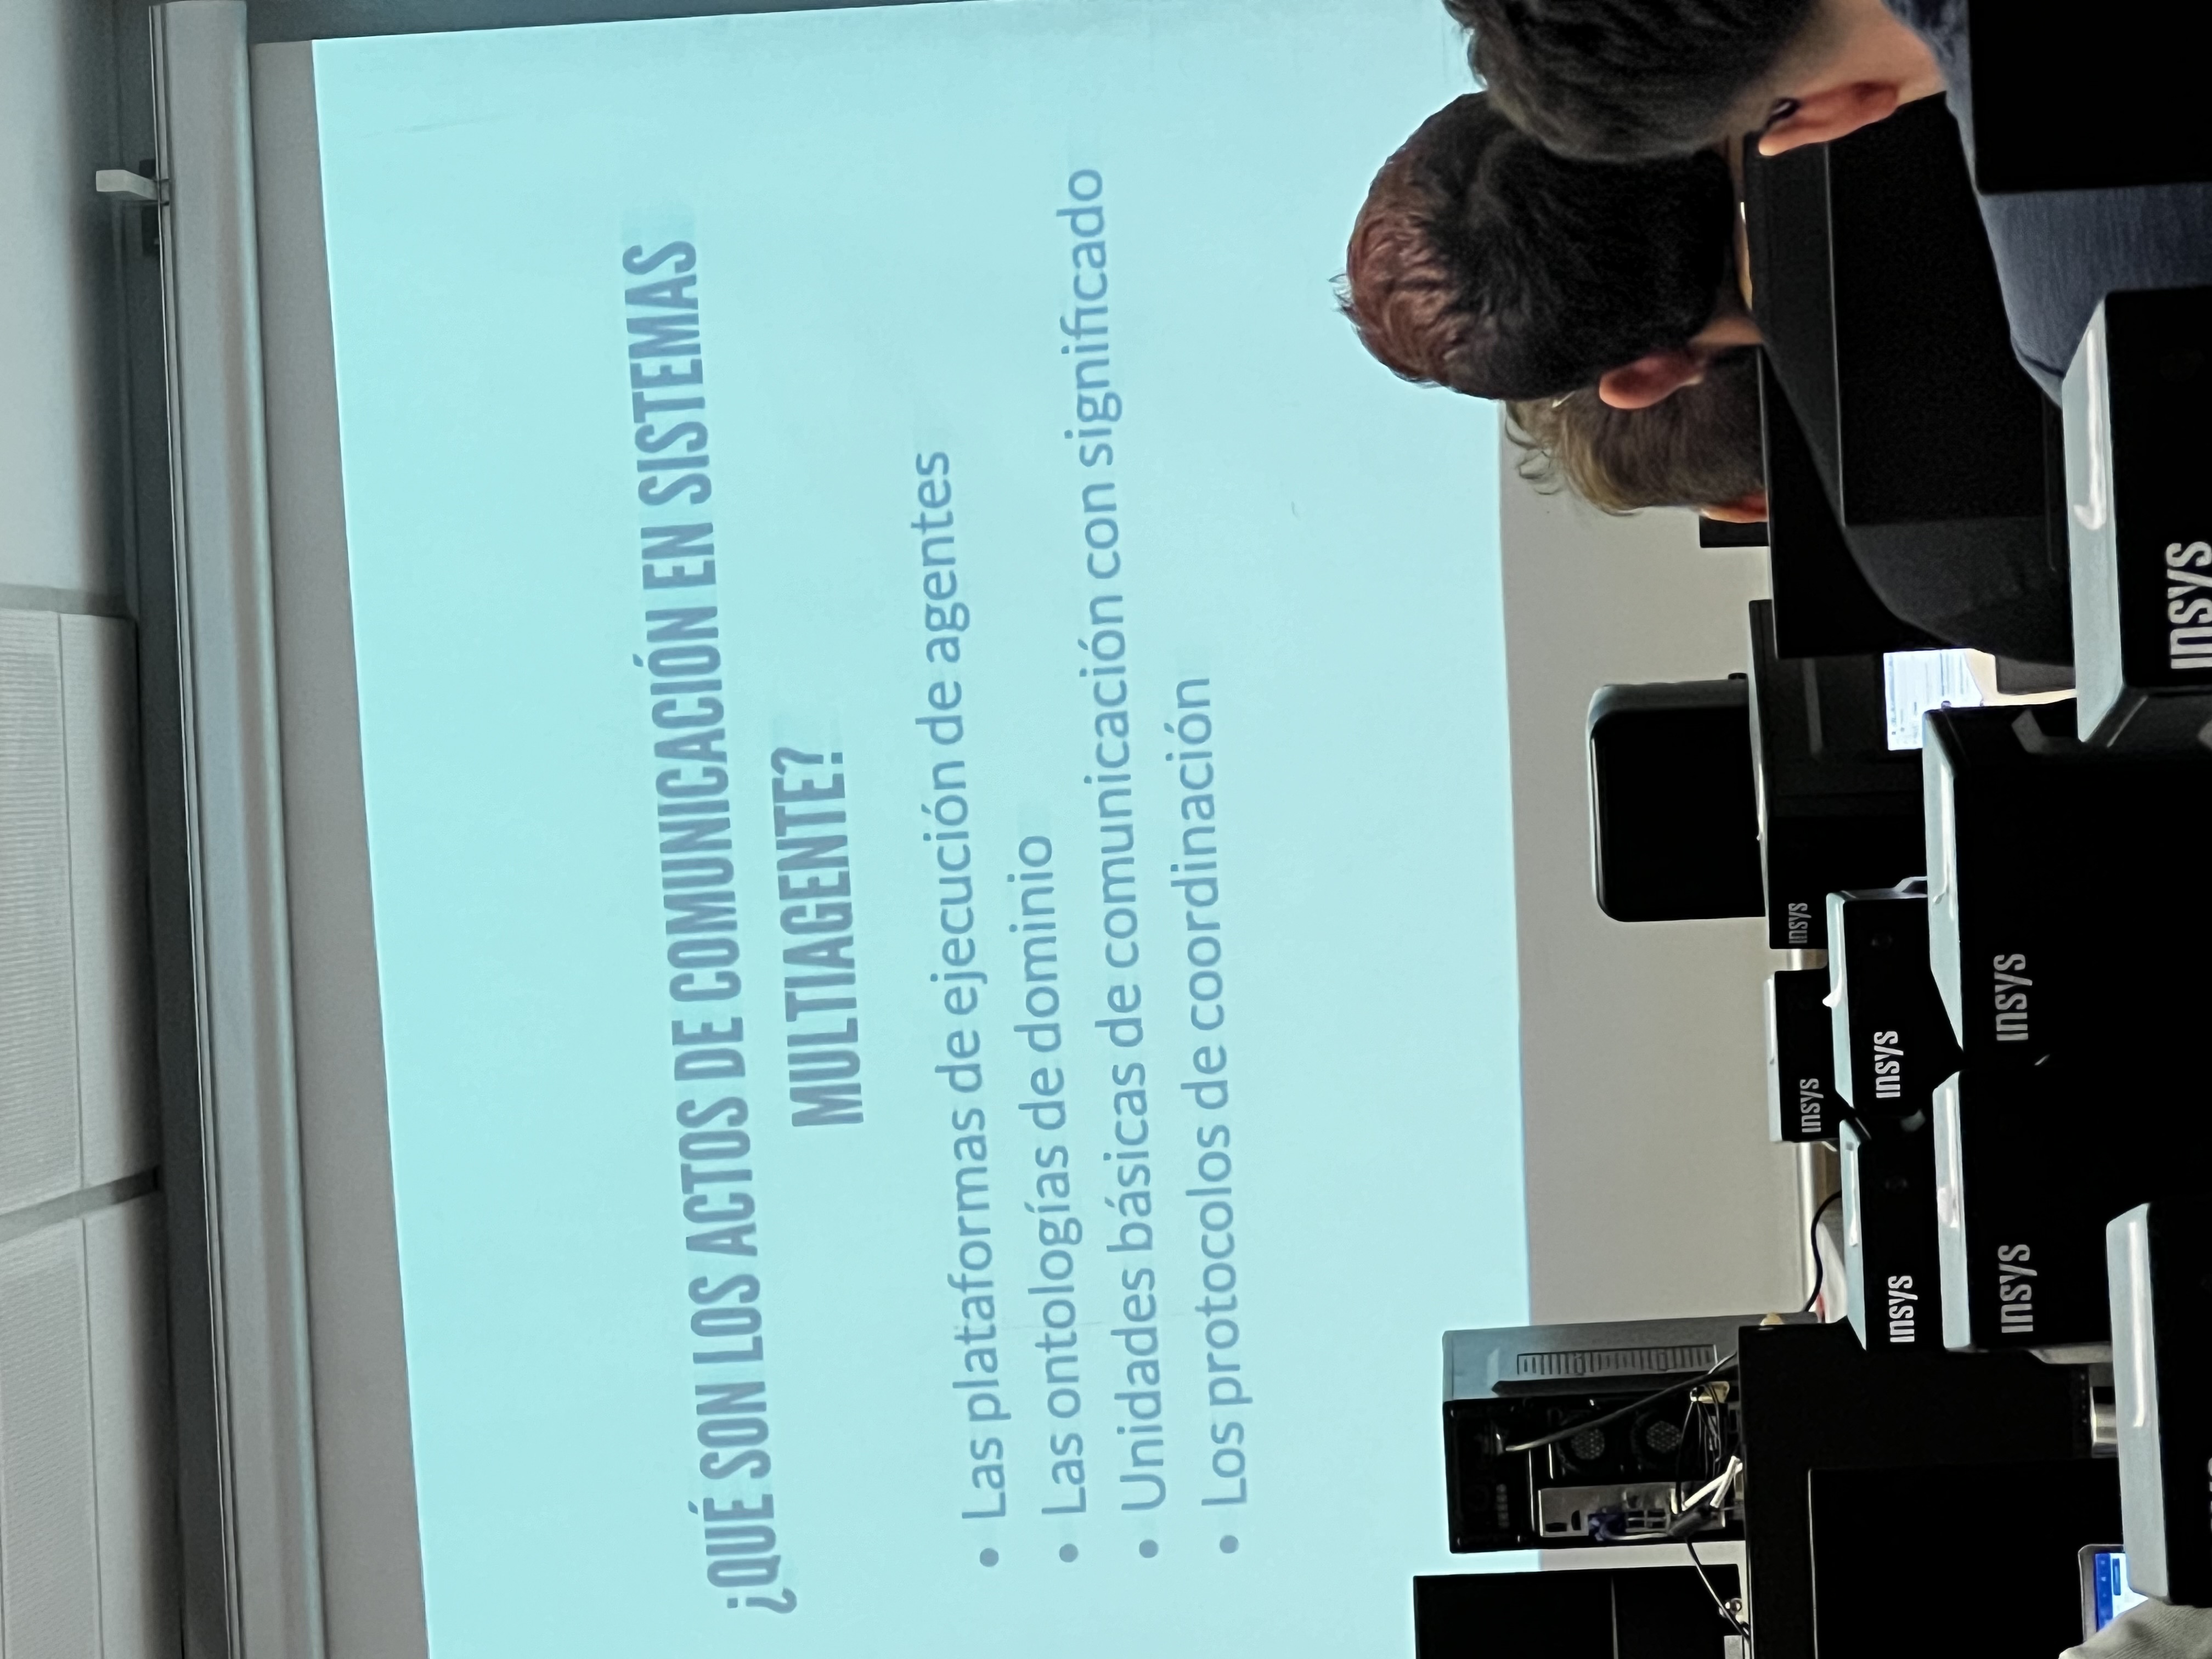 ¿QUÉ SON LOS ACTOS DE COMUNICACIÓN EN SISTEMAS
MULTIAGENTE?
• Las plataformas de ejecución de agentes
• Las ontologías de dominio
• Unidades básicas de comunicación con significado
• Los protocolos de coordinación
insys
insys
insys
insys
insys
insys
insys